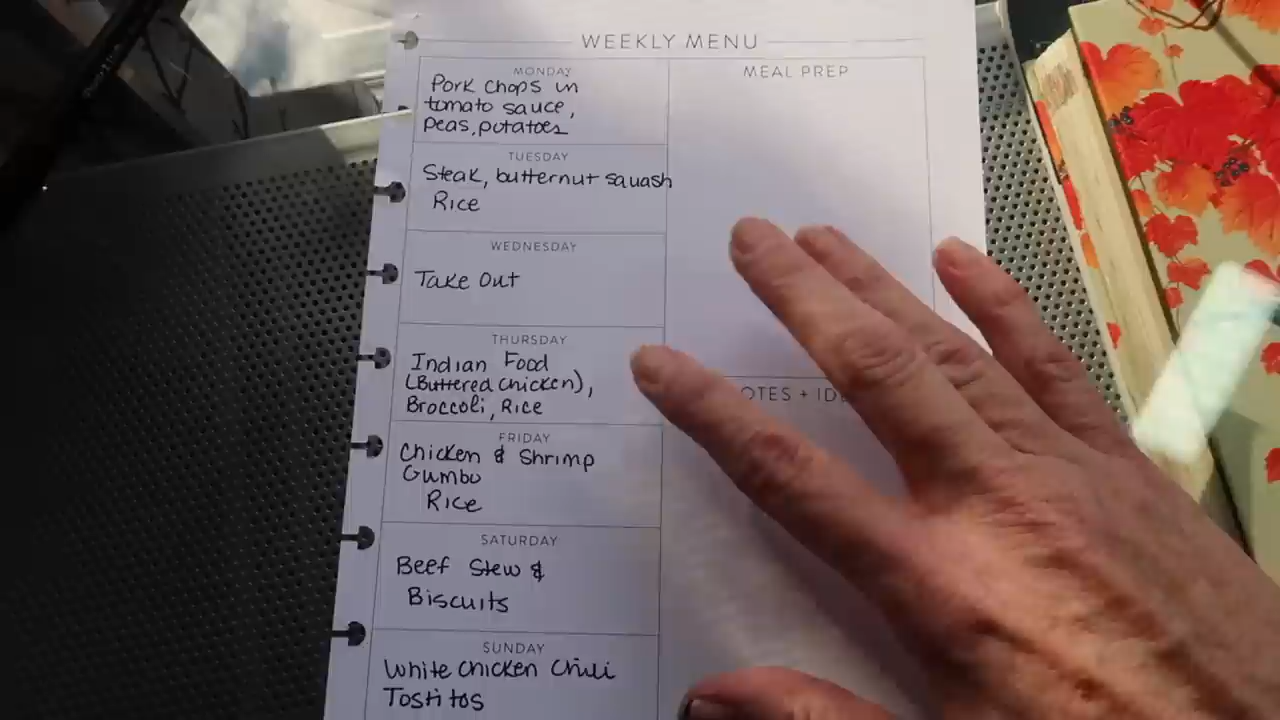 WEEKLY MENU
MONDAY
Pork Chops in
tomato sauce,
Peas, potatoes
TUESDAY
Steak, butternut squash
Rice
WEDNESDAY
Take Out
THURSDAY
Indian Food
(Buttered Chicken),
Broccoli, Rice
FRIDAY
Chicken & Shrimp
Gumbo
Rice
SATURDAY
Beef Stew &
Biscuits
SUNDAY
White Chicken Chili
Tostitos
MEAL PREP
OTES + IDE